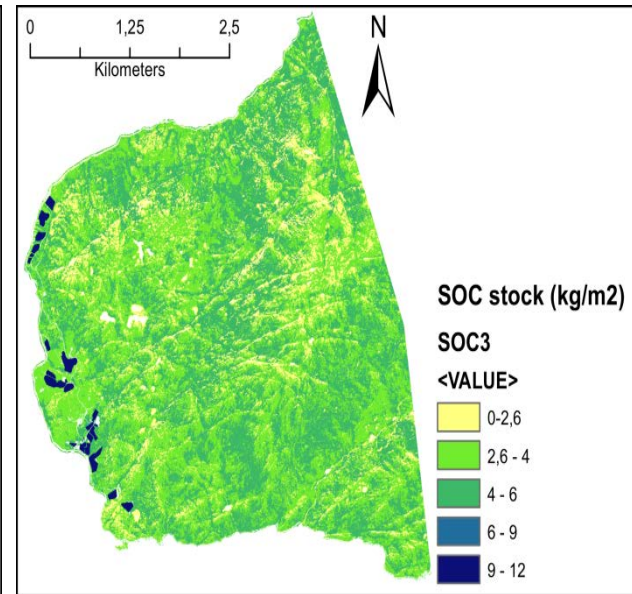 0 1,25 2,5
Kilometers
N
SOC stock (kg/m2)
SOC3
<VALUE>
0-2,6
2,6 - 4
4 - 6
6 - 9
9 - 12